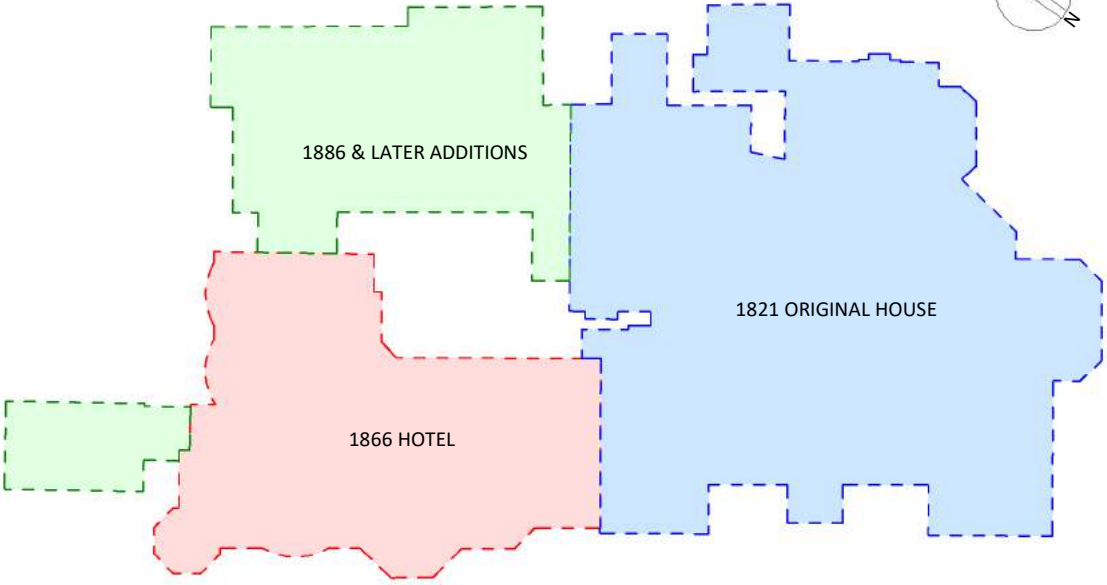 N
1886 & LATER ADDITIONS
1821 ORIGINAL HOUSE
1866 HOTEL